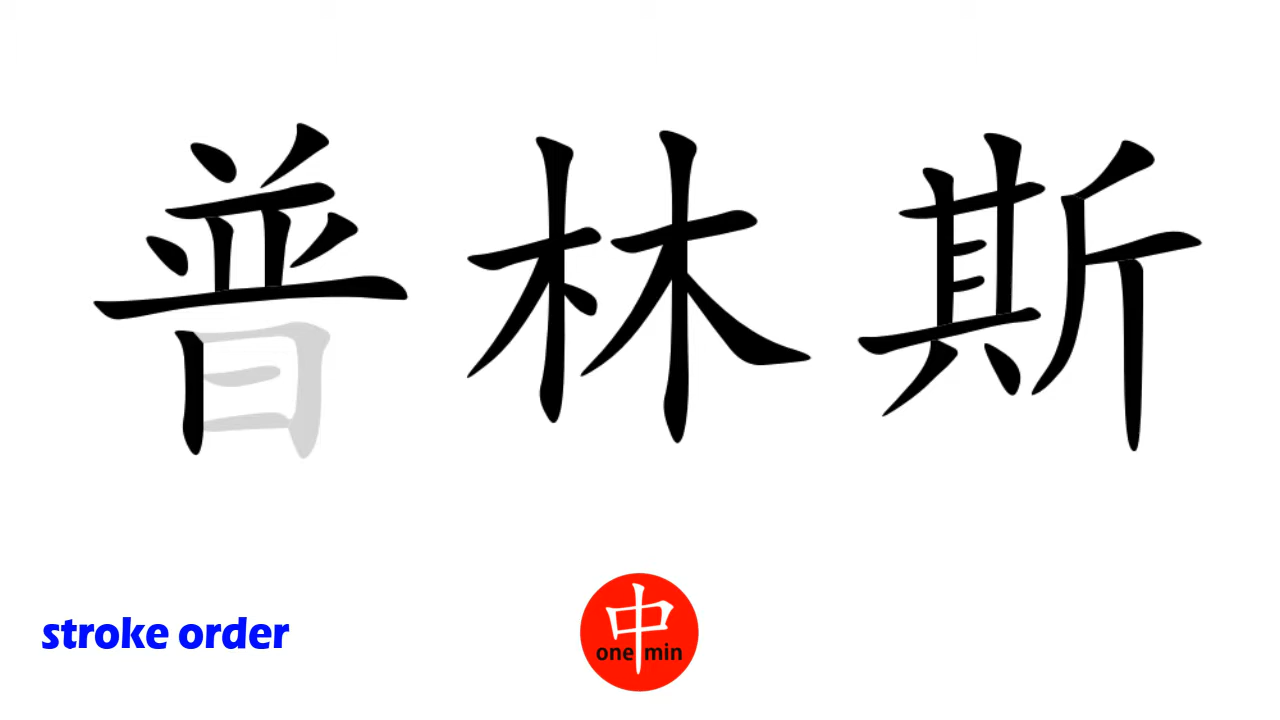 普林斯
stroke order
中
one min